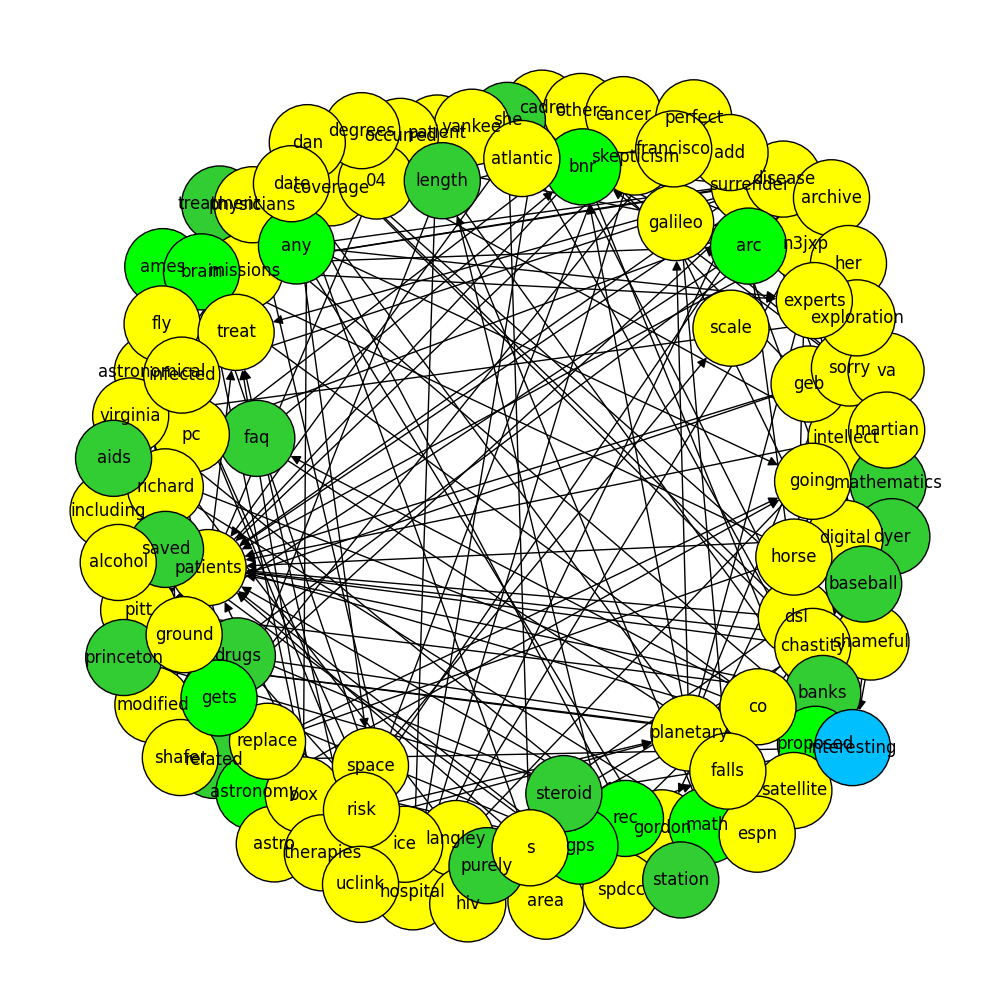 cadre
others
cancer
perfect
she
yankee
patient
occurred
degrees
dan
atlantic
bnr
skepticism
francisco
add
surrender
disease
archive
date
coverage
04
length
treatment
physicians
galileo
any
arc
n3jxp
her
ames
brain
missions
experts
exploration
fly
treat
scale
astronomical
infected
geb
sorry
va
virginia
pc
faq
intellect
martian
aids
richard
going
mathematics
including
saved
digital
dyer
alcohol
patients
horse
baseball
pitt
ground
dsl
chastity
shameful
princeton
drugs
banks
modified
gets
co
planetary
proposed
interesting
shafer
related
replace
space
falls
satellite
astronomy
box
risk
steroid
rec
gordon
math
espn
astro
therapies
ice
langley
s
gps
purely
uclink
hospital
hiv
area
spdcc
station